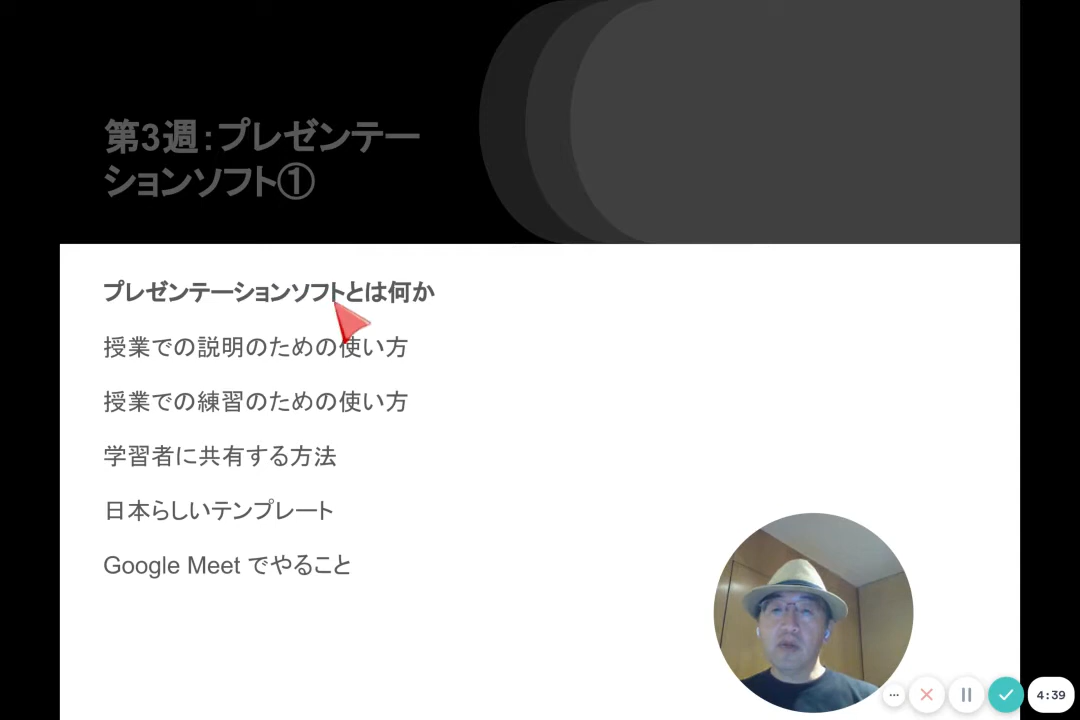 第3週：プレゼンテー
ションソフト①
プレゼンテーションソフトとは何か
授業での説明のための使い方
授業での練習のための使い方
学習者に共有する方法
日本らしいテンプレート
Google Meet でやること
4:39